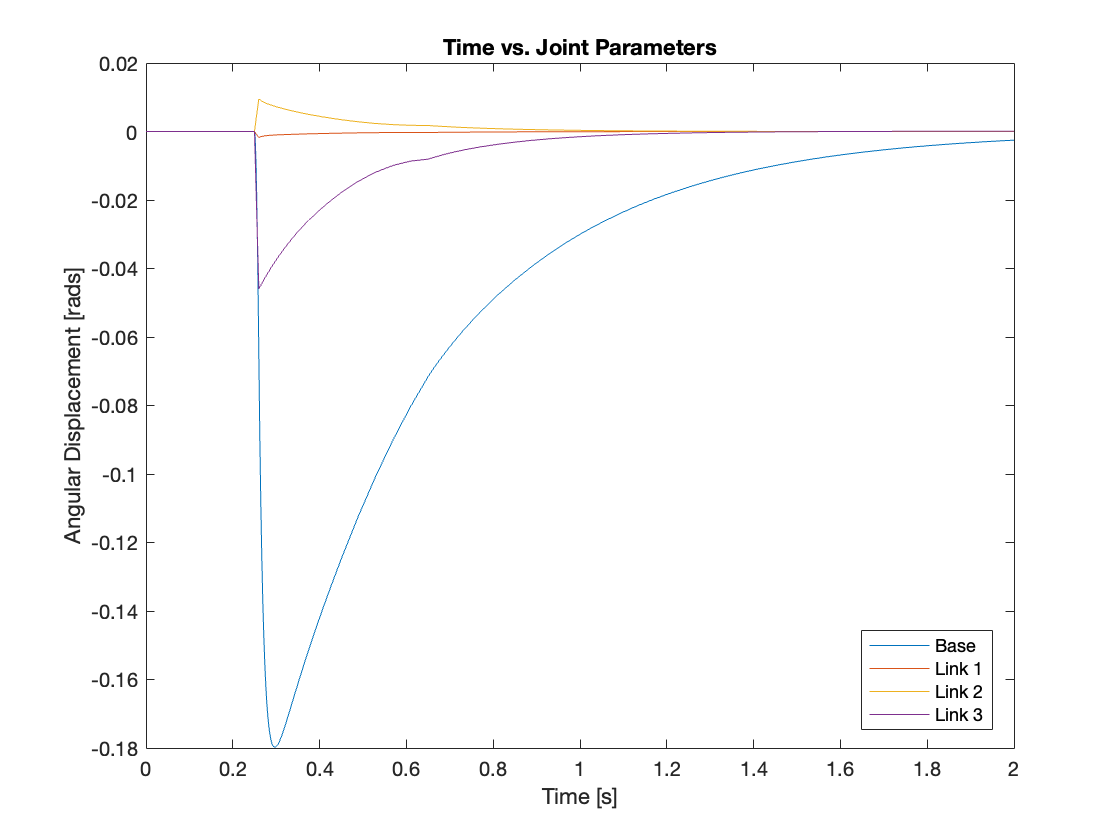 Time vs. Joint Parameters
0.02
0
-0.02
-0.04
-0.06
-0.08
-0.1
-0.12
-0.14
-0.16
-0.18
Angular Displacement [rads]
0 0.2 0.4 0.6 0.8 1 1.2 1.4 1.6 1.8 2
Time [s]
Base
Link 1
Link 2
Link 3